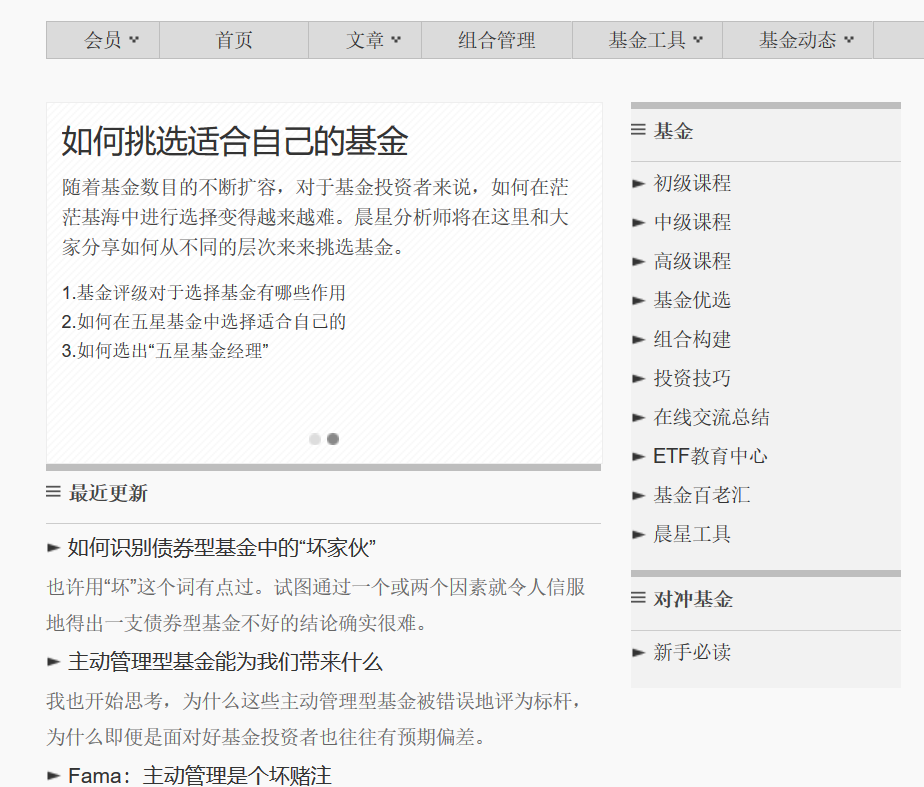 会员 首页 文章 组合管理 基金工具 基金动态
如何挑选适合自己的基金
随着基金数目的不断扩容，对于基金投资者来说，如何在茫
茫基海中进行选择变得越来越难。晨星分析师将在这里和大
家分享如何从不同的层次来来挑选基金。
1.基金评级对于选择基金有哪些作用
2.如何在五星基金中选择适合自己的
3.如何选出“五星基金经理”
最近更新
如何识别债券型基金中的“坏家伙”
也许用“坏”这个词有点过。试图通过一个或两个因素就令人信服
地得出一支债券型基金不好的结论确实很难。
主动管理型基金能为我们带来什么
我也开始思考，为什么这些主动管理型基金被错误地评为标杆，
为什么即便是面对好基金投资者也往往有预期偏差。
Fama：主动管理是个坏赌注
基金
初级课程
中级课程
高级课程
基金优选
组合构建
投资技巧
在线交流总结
ETF教育中心
基金百老汇
晨星工具
对冲基金
新手必读